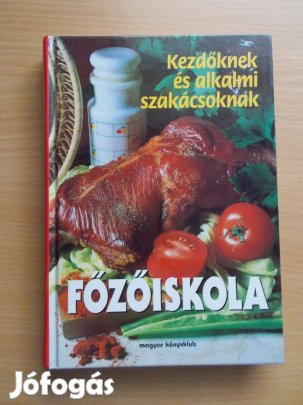 Kezdőknek
és alkalmi
szakácsoknak
FŐZŐISKOLA
magyar könyvklub
Jófogás